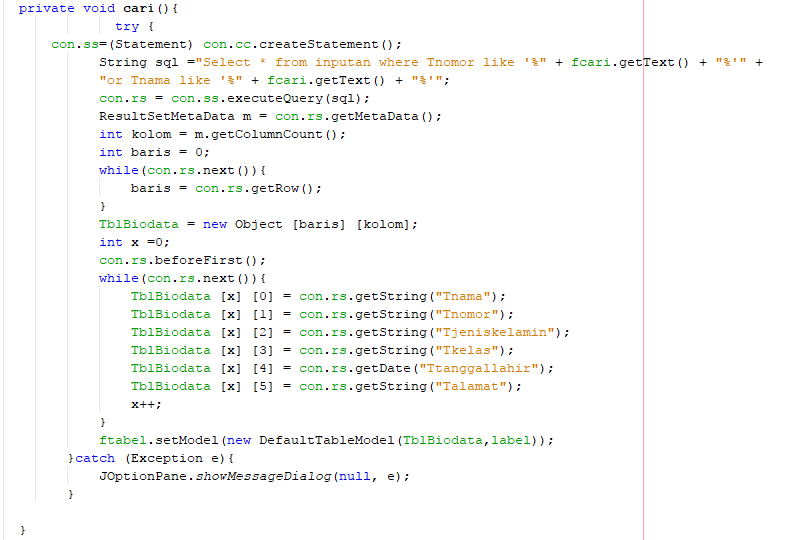 private void cari(){
try {
con.ss=(Statement) con.cc.createStatement();
String sql ="Select * from inputan where Tnomor like '%" + fcari.getText() + "%'" +
"or Tnama like '%" + fcari.getText() + "%'";
con.rs = con.ss.executeQuery(sql);
ResultSetMetaData m = con.rs.getMetaData();
int kolom = m.getColumnCount();
int baris = 0;
while(con.rs.next()){
baris = con.rs.getRow();
}
TblBiodata = new Object [baris] [kolom];
int x =0;
con.rs.beforeFirst();
while(con.rs.next()){
TblBiodata [x] [0] = con.rs.getString("Tnama");
TblBiodata [x] [1] = con.rs.getString("Tnomor");
TblBiodata [x] [2] = con.rs.getString("Tjeniskelamin");
TblBiodata [x] [3] = con.rs.getString("Tkelas");
TblBiodata [x] [4] = con.rs.getDate("Ttanggallahir");
TblBiodata [x] [5] = con.rs.getString("Talamat");
x++;
}
ftabel.setModel(new DefaultTableModel(TblBiodata,label));
}catch (Exception e){
JOptionPane.showMessageDialog(null, e);
}
}